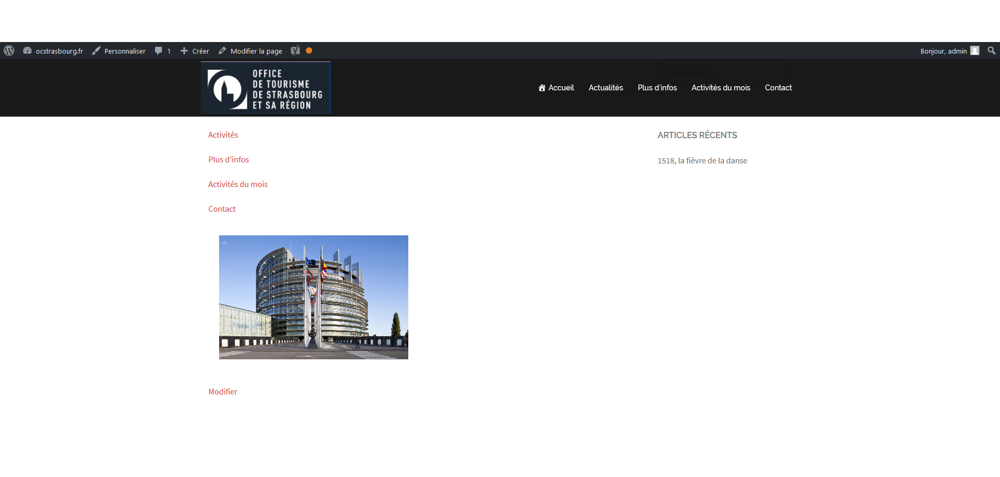 ocstrasbourg.fr Personnaliser 1 Créer Modifier la page Bonjour, admin
OFFICE
DE TOURISME
DE STRASBOURG
ET SA RÉGION
Recherche…
Accueil Actualités Plus d’infos Activités du mois Contact
Activités
Plus d’infos
Activités du mois
Contact
Modifier
ARTICLES RÉCENTS
1518, la fièvre de la danse